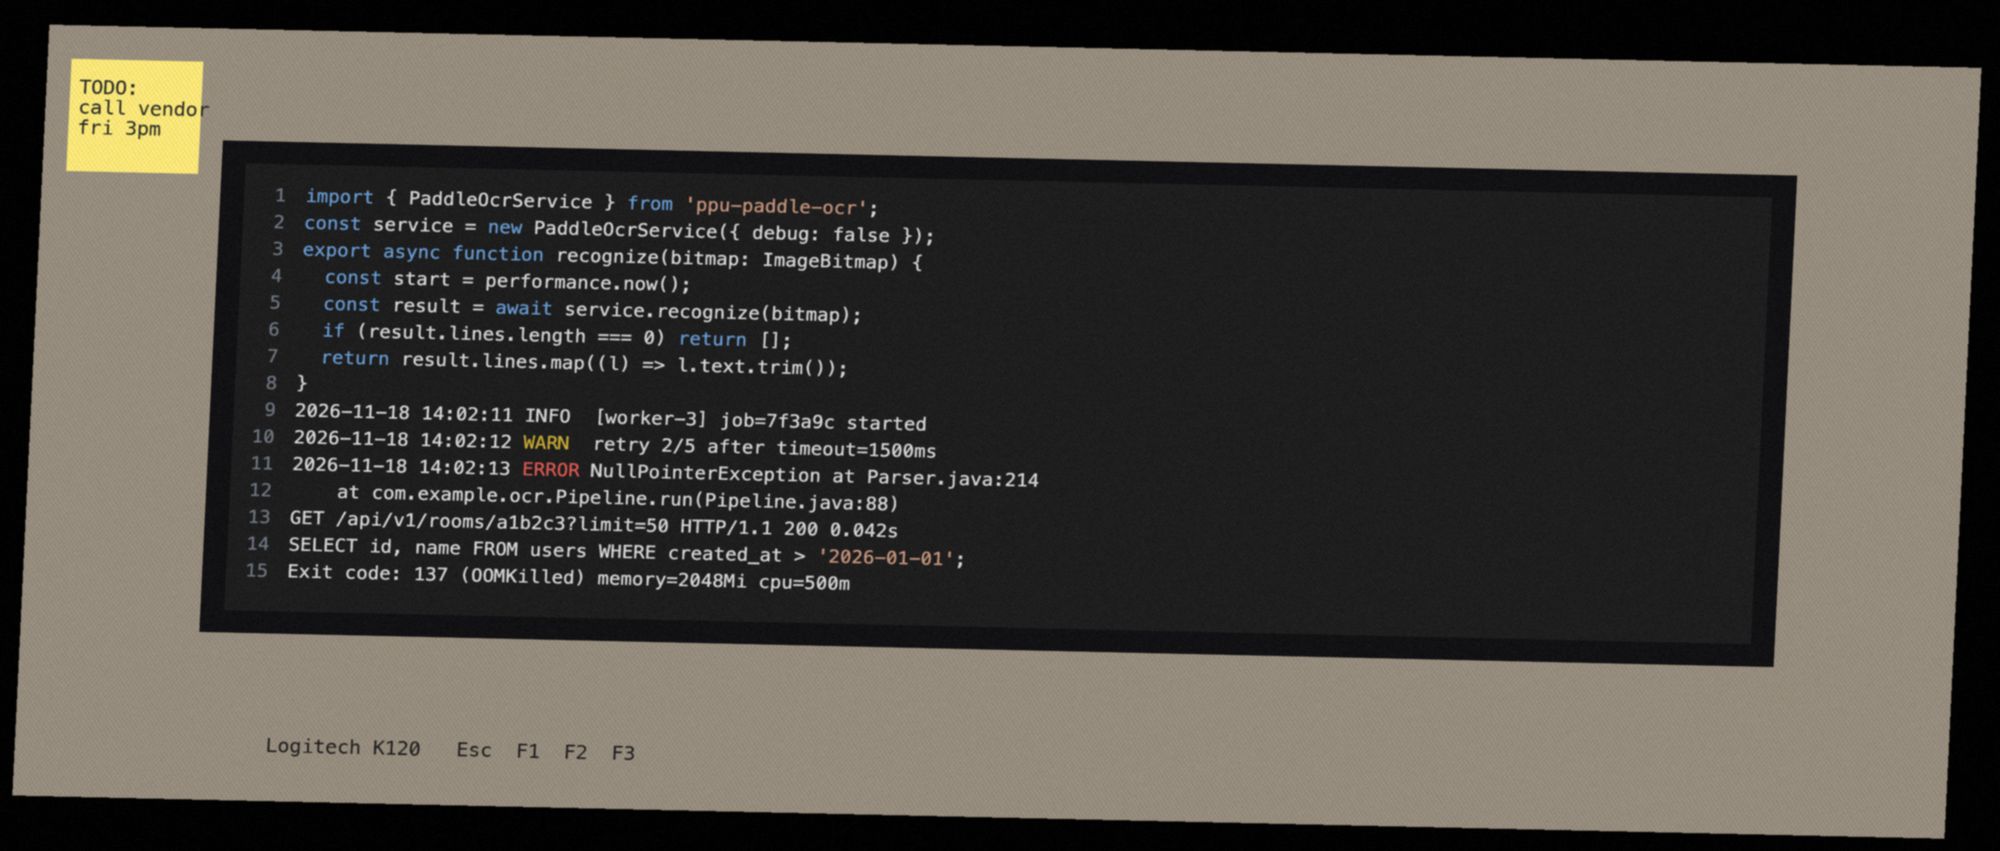 TODO:
call vendor
fri 3pm
1 import { PaddleOcrService } from 'ppu-paddle-ocr';
2 const service = new PaddleOcrService({ debug: false });
3 export async function recognize(bitmap: ImageBitmap) {
4   const start = performance.now();
5   const result = await service.recognize(bitmap);
6   if (result.lines.length === 0) return [];
7   return result.lines.map((l) => l.text.trim());
8 }
9 2026-11-18 14:02:11 INFO  [worker-3] job=7f3a9c started
10 2026-11-18 14:02:12 WARN  retry 2/5 after timeout=1500ms
11 2026-11-18 14:02:13 ERROR NullPointerException at Parser.java:214
12     at com.example.ocr.Pipeline.run(Pipeline.java:88)
13 GET /api/v1/rooms/a1b2c3?limit=50 HTTP/1.1 200 0.042s
14 SELECT id, name FROM users WHERE created_at > '2026-01-01';
15 Exit code: 137 (OOMKilled) memory=2048Mi cpu=500m
Logitech K120   Esc  F1  F2  F3